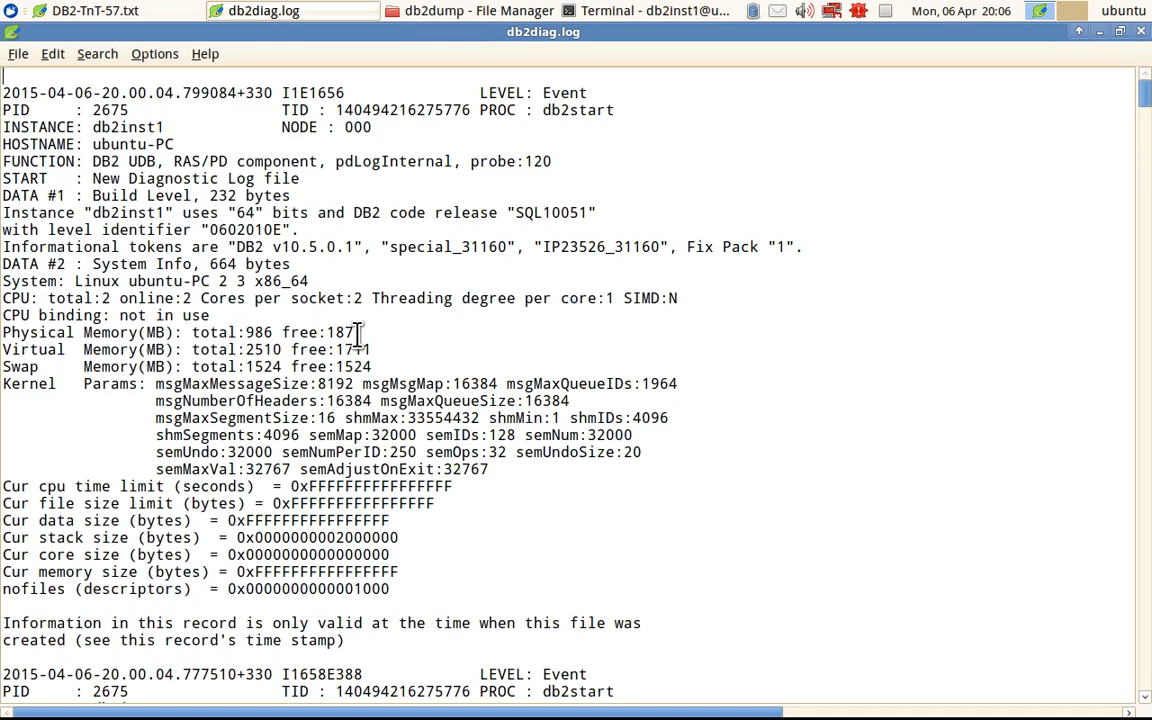 DB2-TnT-57.txt db2diag.log db2dump - File Manager Terminal - db2inst1@u... Mon, 06 Apr 20:06 ubuntu
db2diag.log
File Edit Search Options Help
2015-04-06-20.00.04.799084+330 I1E1656 LEVEL: Event
PID : 2675 TID : 140494216275776 PROC : db2start
INSTANCE: db2inst1 NODE : 000
HOSTNAME: ubuntu-PC
FUNCTION: DB2 UDB, RAS/PD component, pdLogInternal, probe:120
START : New Diagnostic Log file
DATA #1 : Build Level, 232 bytes
Instance "db2inst1" uses "64" bits and DB2 code release "SQL10051"
with level identifier "0602010E".
Informational tokens are "DB2 v10.5.0.1", "special_31160", "IP23526_31160", Fix Pack "1".
DATA #2 : System Info, 664 bytes
System: Linux ubuntu-PC 2 3 x86_64
CPU: total:2 online:2 Cores per socket:2 Threading degree per core:1 SIMD:N
CPU binding: not in use
Physical Memory(MB): total:986 free:187
Virtual Memory(MB): total:2510 free:1711
Swap Memory(MB): total:1524 free:1524
Kernel Params: msgMaxMessageSize:8192 msgMsgMap:16384 msgMaxQueueIDs:1964
msgNumberOfHeaders:16384 msgMaxQueueSize:16384
msgMaxSegmentSize:16 shmMax:33554432 shmMin:1 shmIDs:4096
shmSegments:4096 semMap:32000 semIDs:128 semNum:32000
semUndo:32000 semNumPerID:250 semOps:32 semUndoSize:20
semMaxVal:32767 semAdjustOnExit:32767
Cur cpu time limit (seconds) = 0xFFFFFFFFFFFFFFFF
Cur file size limit (bytes) = 0xFFFFFFFFFFFFFFFF
Cur data size (bytes) = 0xFFFFFFFFFFFFFFFF
Cur stack size (bytes) = 0x0000000002000000
Cur core size (bytes) = 0x0000000000000000
Cur memory size (bytes) = 0xFFFFFFFFFFFFFFFF
nofiles (descriptors) = 0x0000000000001000
Information in this record is only valid at the time when this file was
created (see this record's time stamp)
2015-04-06-20.00.04.777510+330 I1658E388 LEVEL: Event
PID : 2675 TID : 140494216275776 PROC : db2start